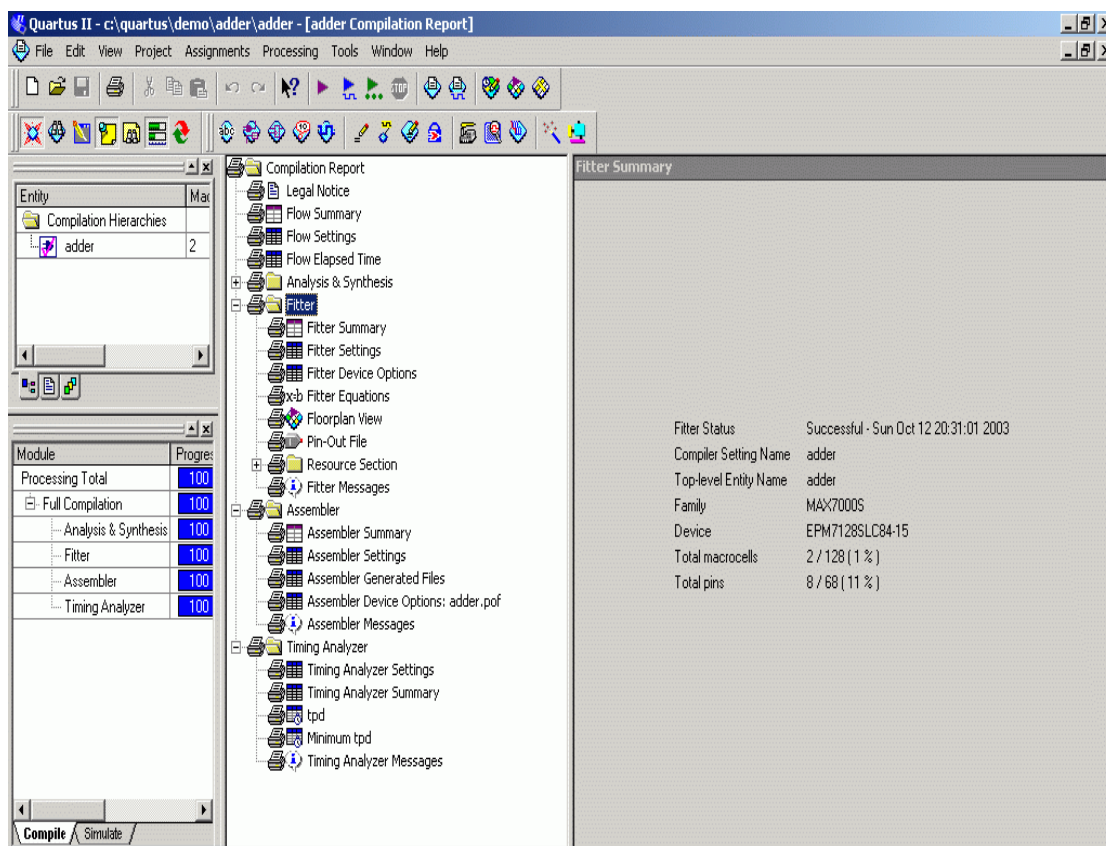 Quartus II - c:\quartus\demo\adder\adder - [adder Compilation Report]
File Edit View Project Assignments Processing Tools Window Help
STOP
abc
Entity Mac
Compilation Hierarchies
adder 2
Module Progres
Processing Total 100
Full Compilation 100
Analysis & Synthesis 100
Fitter 100
Assembler 100
Timing Analyzer 100
Compile Simulate
Compilation Report
Legal Notice
Flow Summary
Flow Settings
Flow Elapsed Time
Analysis & Synthesis
Fitter
Fitter Summary
Fitter Settings
Fitter Device Options
x-b Fitter Equations
Floorplan View
Pin-Out File
Resource Section
Fitter Messages
Assembler
Assembler Summary
Assembler Settings
Assembler Generated Files
Assembler Device Options: adder.pof
Assembler Messages
Timing Analyzer
Timing Analyzer Settings
Timing Analyzer Summary
tpd
Minimum tpd
Timing Analyzer Messages
Fitter Summary
Fitter Status Successful - Sun Oct 12 20:31:01 2003
Compiler Setting Name adder
Top-level Entity Name adder
Family MAX7000S
Device EPM7128SLC84-15
Total macrocells 2 / 128 ( 1 % )
Total pins 8 / 68 ( 11 % )